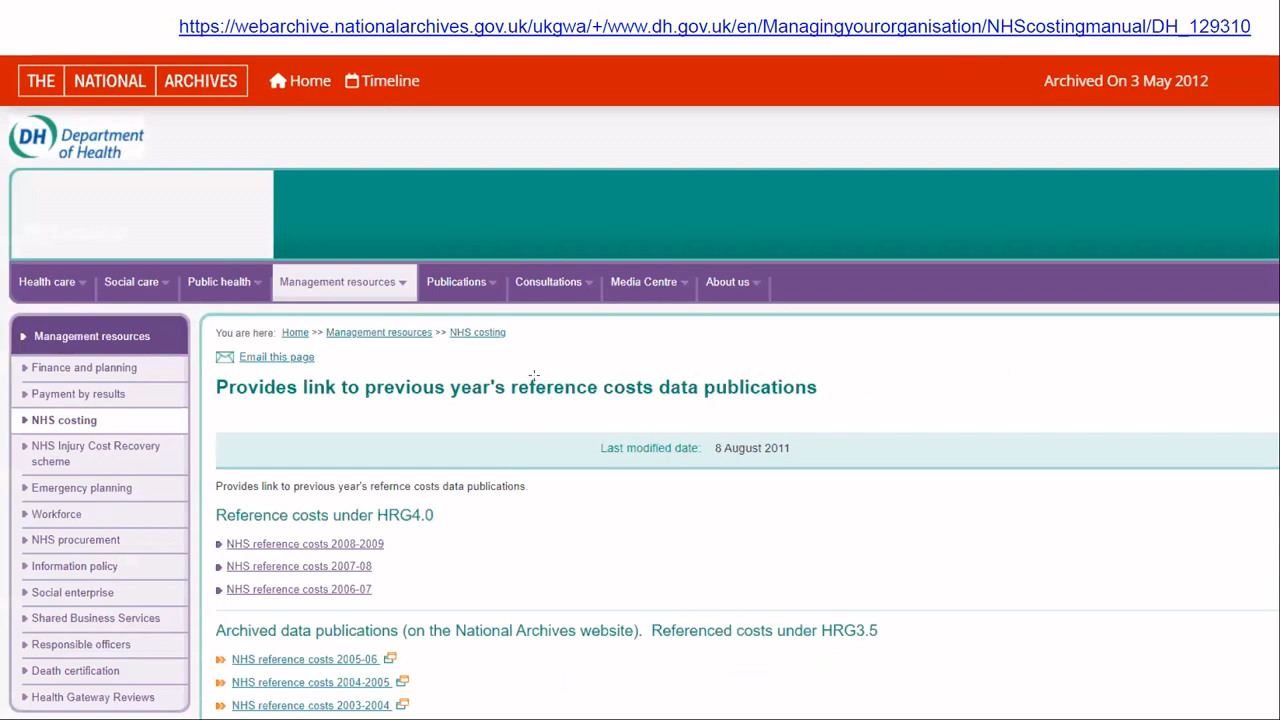 https://webarchive.nationalarchives.gov.uk/ukgwa/+/www.dh.gov.uk/en/Managingyourorganisation/NHScostingmanual/DH_129310
THE NATIONAL ARCHIVES Home Timeline Archived On 3 May 2012
DH Department
of Health
Health care Social care Public health Management resources Publications Consultations Media Centre About us
Management resources
Finance and planning
Payment by results
NHS costing
NHS Injury Cost Recovery
scheme
Emergency planning
Workforce
NHS procurement
Information policy
Social enterprise
Shared Business Services
Responsible officers
Death certification
Health Gateway Reviews
You are here: Home >> Management resources >> NHS costing
Email this page
Provides link to previous year's reference costs data publications
Last modified date: 8 August 2011
Provides link to previous year's refernce costs data publications.
Reference costs under HRG4.0
NHS reference costs 2008-2009
NHS reference costs 2007-08
NHS reference costs 2006-07
Archived data publications (on the National Archives website). Referenced costs under HRG3.5
NHS reference costs 2005-06
NHS reference costs 2004-2005
NHS reference costs 2003-2004